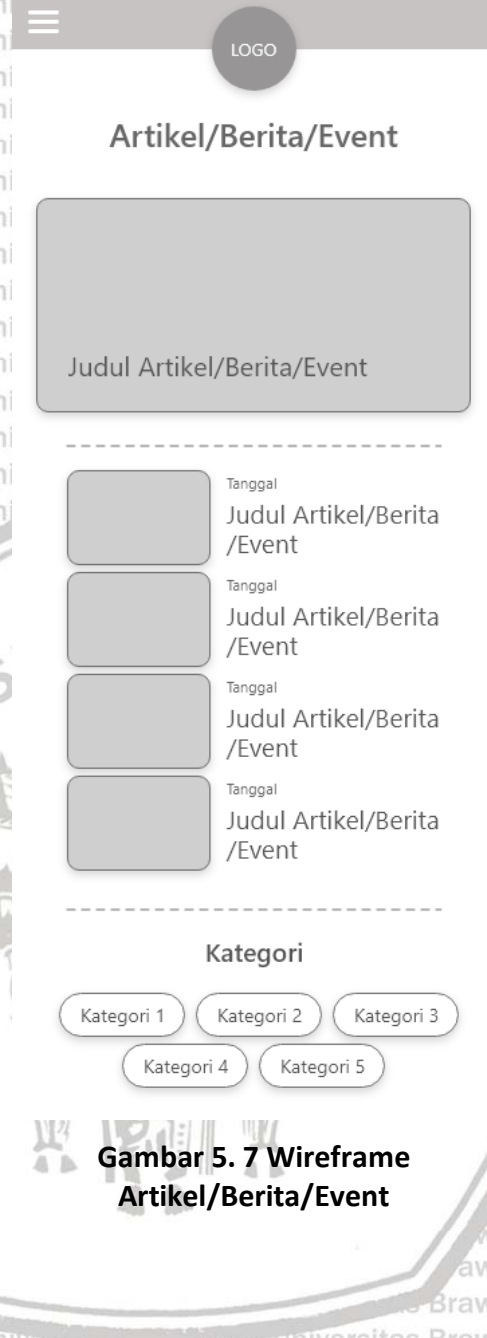 LOGO
Artikel/Berita/Event
Judul Artikel/Berita/Event
Tanggal
Judul Artikel/Berita
/Event
Tanggal
Judul Artikel/Berita
/Event
Tanggal
Judul Artikel/Berita
/Event
Tanggal
Judul Artikel/Berita
/Event
Kategori
Kategori 1
Kategori 2
Kategori 3
Kategori 4
Kategori 5
Gambar 5. 7 Wireframe
Artikel/Berita/Event